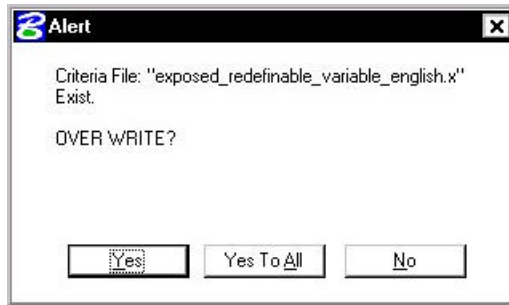 Alert
Criteria File: "exposed_redefinable_variable_english.x"
Exist.
OVER WRITE?
Yes
Yes To All
No